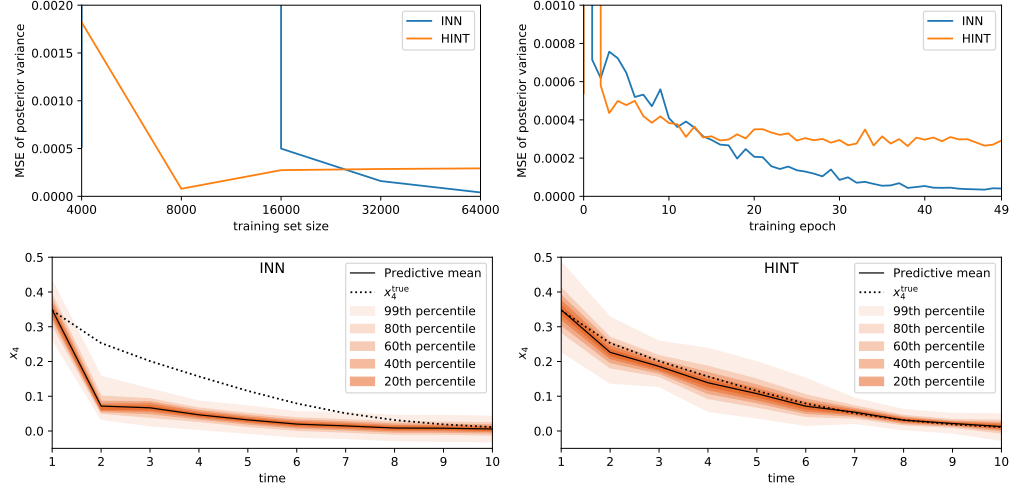 0.0020
0.0015
0.0010
0.0005
0.0000
MSE of posterior variance
4000 8000 16000 32000 64000
training set size
INN
HINT
0.0010
0.0008
0.0006
0.0004
0.0002
0.0000
MSE of posterior variance
0 10 20 30 40 49
training epoch
INN
HINT
INN
0.5
0.4
0.3
0.2
0.1
0.0
x₄
1 2 3 4 5 6 7 8 9 10
time
Predictive mean
x₄ᵗʳᵘᵉ
99th percentile
80th percentile
60th percentile
40th percentile
20th percentile
HINT
0.5
0.4
0.3
0.2
0.1
0.0
x₄
1 2 3 4 5 6 7 8 9 10
time
Predictive mean
x₄ᵗʳᵘᵉ
99th percentile
80th percentile
60th percentile
40th percentile
20th percentile